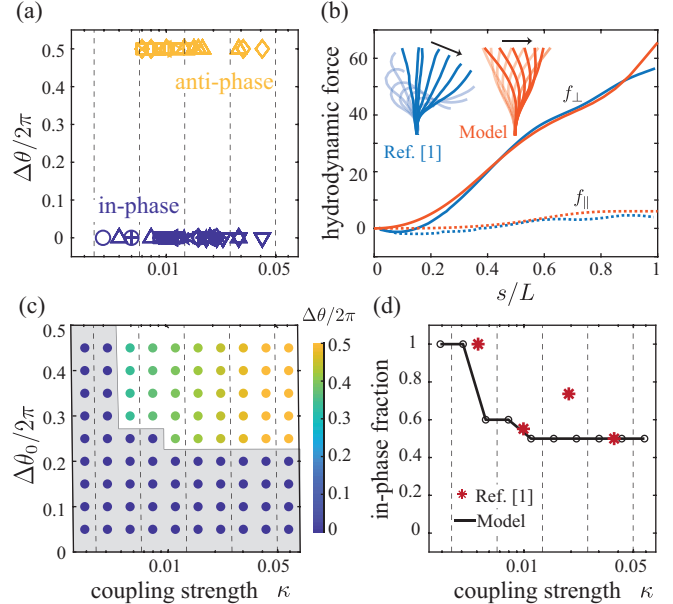 (a)
0.5
0.4
0.3
0.2
0.1
0
Δθ/2π
anti-phase
in-phase
0.01
0.05
(b)
60
40
20
0
hydrodynamic force
Ref. [1]
Model
f⊥
f∥
0
0.2
0.4
0.6
0.8
1
s/L
(c)
0.5
0.4
0.3
0.2
0.1
0
Δθ₀/2π
0.01
0.05
coupling strength κ
Δθ/2π
0.5
0.4
0.3
0.2
0.1
0
(d)
1
0.8
0.6
0.4
0.2
0
in-phase fraction
Ref. [1]
Model
0.01
0.05
coupling strength κ